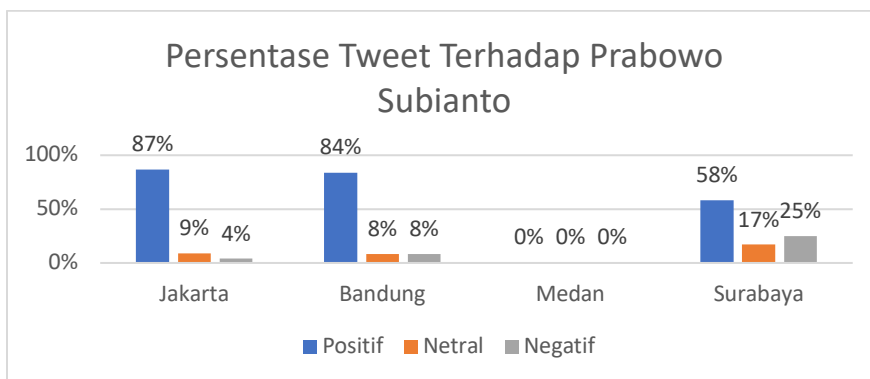 Persentase Tweet Terhadap Prabowo
Subianto
87%
84%
100%
58%
50%
17% 25%
9% 4%
8% 8%
0% 0% 0%
0%
Jakarta Bandung Medan Surabaya
Positif Netral Negatif